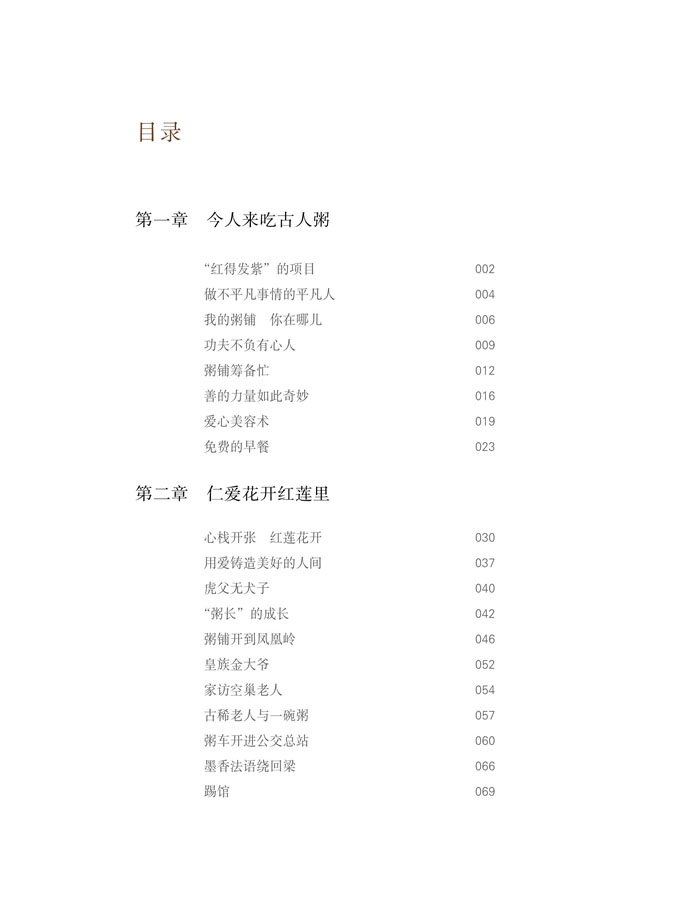 目录
第一章 今人来吃古人粥
“红得发紫”的项目 002
做不平凡事情的平凡人 004
我的粥铺 你在哪儿 006
功夫不负有心人 009
粥铺筹备忙 012
善的力量如此奇妙 016
爱心美容术 019
免费的早餐 023
第二章 仁爱花开红莲里
心栈开张 红莲花开 030
用爱铸造美好的人间 037
虎父无犬子 040
“粥长”的成长 042
粥铺开到凤凰岭 046
皇族金大爷 052
家访空巢老人 054
古稀老人与一碗粥 057
粥车开进公交总站 060
墨香法语绕回梁 066
踢馆 069